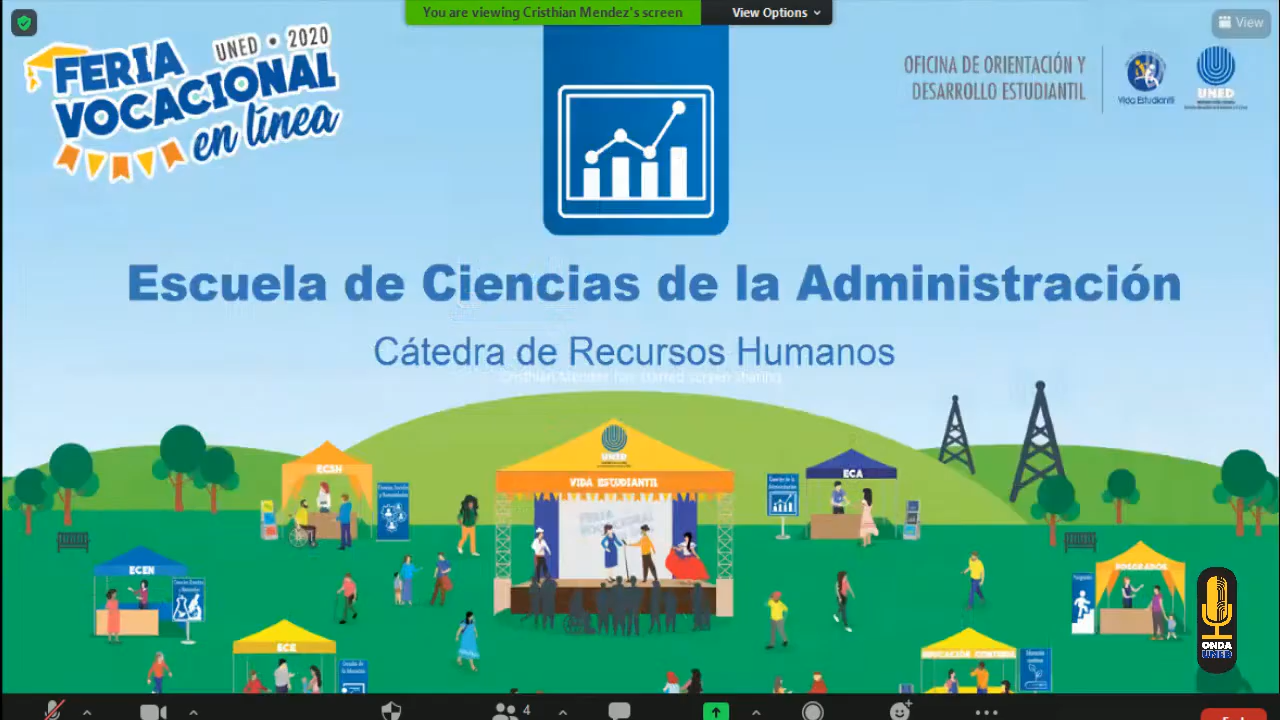 You are viewing Cristhian Mendez's screen
View Options
View
UNED • 2020
FERIA
VOCACIONAL
en línea
OFICINA DE ORIENTACIÓN Y
DESARROLLO ESTUDIANTIL
Vida Estudiantil
UNED
Escuela de Ciencias de la Administración
Cátedra de Recursos Humanos
Cristhian Mendez has started screen sharing
UNED
ECSH
VIDA ESTUDIANTIL
ECA
FERIA
VOCACIONAL
ECEN
POSGRADOS
ECE
EDUCACIÓN CONTINUA
ONDA
UNED
4